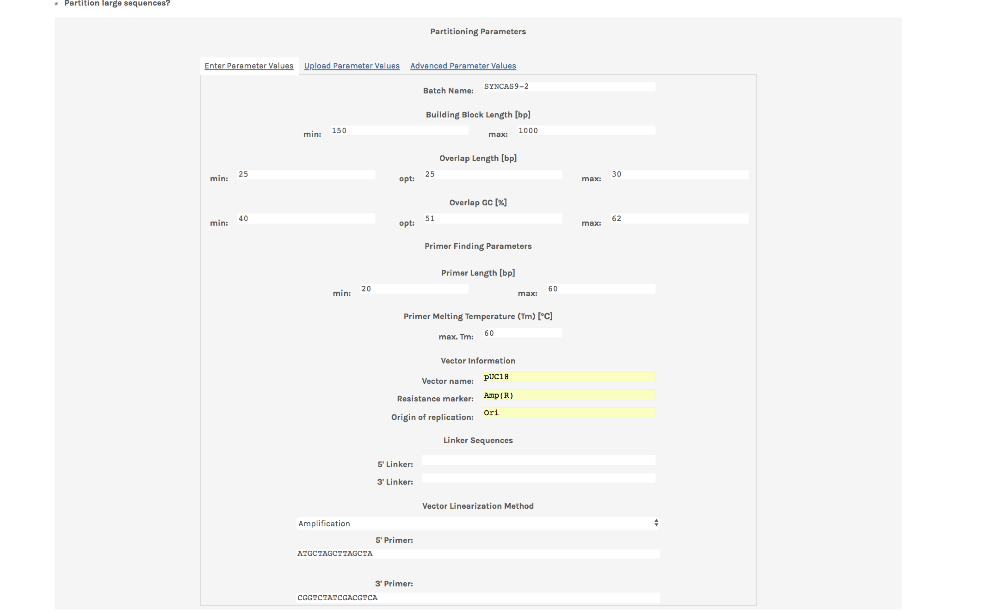 Partition large sequences?
Partitioning Parameters
Enter Parameter Values Upload Parameter Values Advanced Parameter Values
Batch Name: SYNCAS9-2
Building Block Length [bp]
min: 150 max: 1000
Overlap Length [bp]
min: 25 opt: 25 max: 30
Overlap GC [%]
min: 40 opt: 51 max: 62
Primer Finding Parameters
Primer Length [bp]
min: 20 max: 60
Primer Melting Temperature (Tm) [°C]
max. Tm: 60
Vector Information
Vector name: pUC18
Resistance marker: Amp(R)
Origin of replication: Ori
Linker Sequences
5' Linker:
3' Linker:
Vector Linearization Method
Amplification
5' Primer:
ATGCTAGCTTAGCTA
3' Primer:
CGGTCTATCGACGTCA